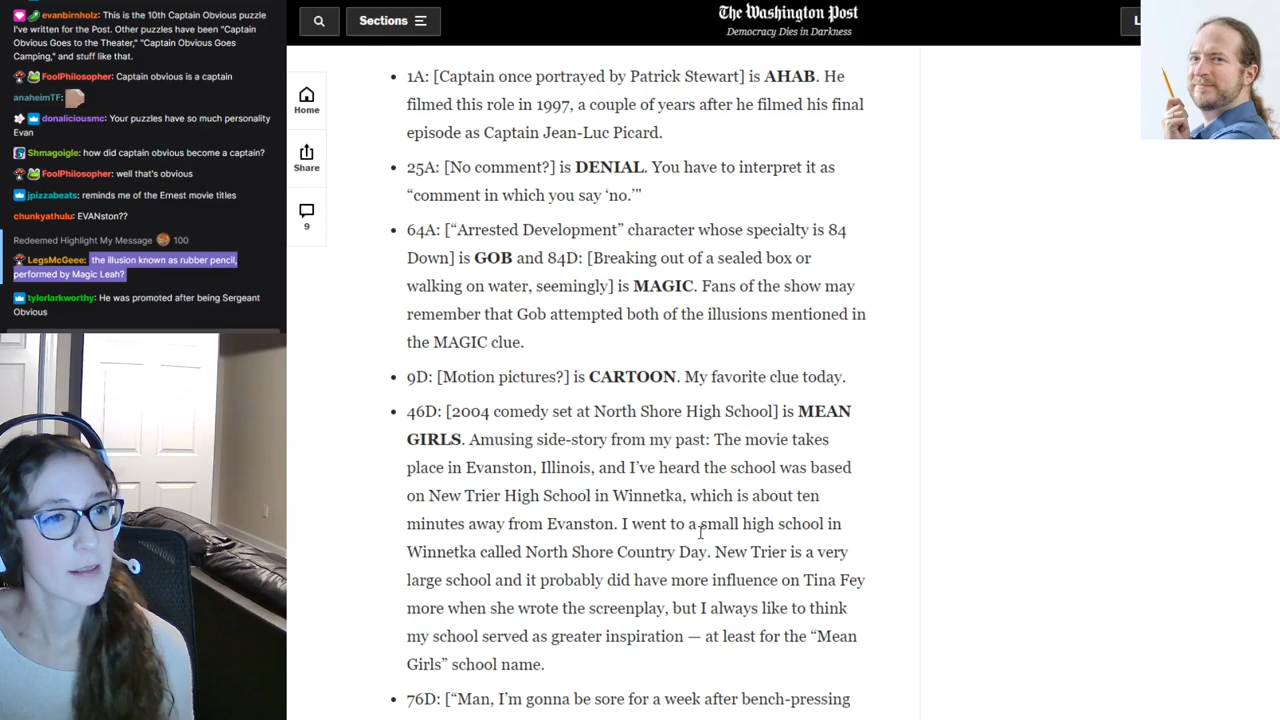 evanbirnholz: This is the 10th Captain Obvious puzzle
I've written for the Post. Other puzzles have been "Captain
Obvious Goes to the Theater," "Captain Obvious Goes
Camping," and stuff like that.
FoolPhilosopher: Captain obvious is a captain
anaheimTF:
donaliciousmc: Your puzzles have so much personality
Evan
Shmagoigle: how did captain obvious become a captain?
FoolPhilosopher: well that's obvious
jpizzabeats: reminds me of the Ernest movie titles
chunkyathulu: EVANston??
Redeemed Highlight My Message 100
LegsMcGeee: the illusion known as rubber pencil,
performed by Magic Leah?
tylerlarkworthy: He was promoted after being Sergeant
Obvious
Sections
The Washington Post
Democracy Dies in Darkness
L
Home
Share
9
• 1A: [Captain once portrayed by Patrick Stewart] is AHAB. He
filmed this role in 1997, a couple of years after he filmed his final
episode as Captain Jean-Luc Picard.
• 25A: [No comment?] is DENIAL. You have to interpret it as
“comment in which you say ‘no.’"
• 64A: [“Arrested Development” character whose specialty is 84
Down] is GOB and 84D: [Breaking out of a sealed box or
walking on water, seemingly] is MAGIC. Fans of the show may
remember that Gob attempted both of the illusions mentioned in
the MAGIC clue.
• 9D: [Motion pictures?] is CARTOON. My favorite clue today.
• 46D: [2004 comedy set at North Shore High School] is MEAN
GIRLS. Amusing side-story from my past: The movie takes
place in Evanston, Illinois, and I’ve heard the school was based
on New Trier High School in Winnetka, which is about ten
minutes away from Evanston. I went to a small high school in
Winnetka called North Shore Country Day. New Trier is a very
large school and it probably did have more influence on Tina Fey
more when she wrote the screenplay, but I always like to think
my school served as greater inspiration — at least for the “Mean
Girls” school name.
• 76D: [“Man, I’m gonna be sore for a week after bench-pressing